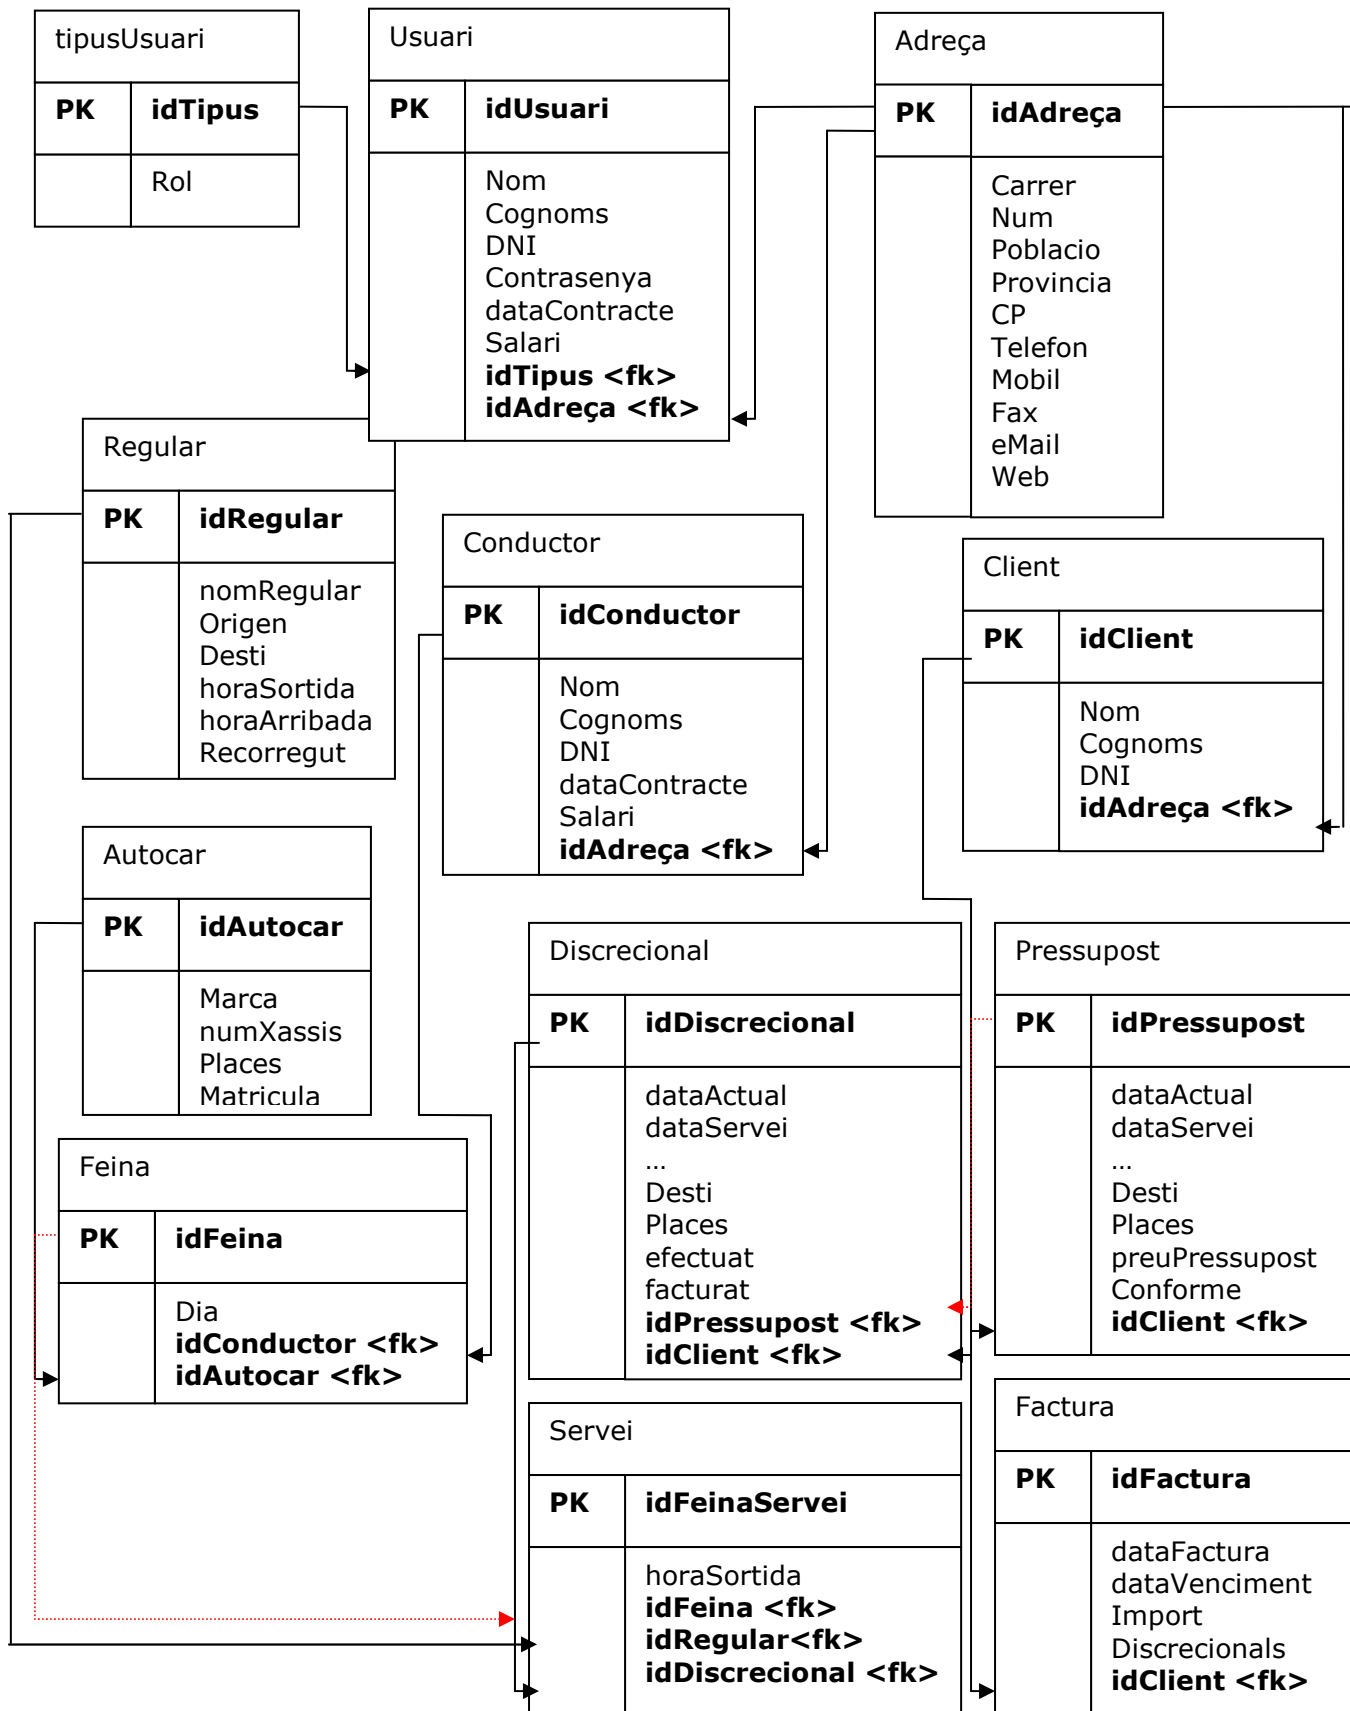 tipusUsuari
PK idTipus
Rol
Usuari
PK idUsuari
Nom
Cognoms
DNI
Contrasenya
dataContracte
Salari
idTipus <fk>
idAdreça <fk>
Adreça
PK idAdreça
Carrer
Num
Poblacio
Provincia
CP
Telefon
Mobil
Fax
eMail
Web
Regular
PK idRegular
nomRegular
Origen
Desti
horaSortida
horaArribada
Recorregut
Conductor
PK idConductor
Nom
Cognoms
DNI
dataContracte
Salari
idAdreça <fk>
Client
PK idClient
Nom
Cognoms
DNI
idAdreça <fk>
Autocar
PK idAutocar
Marca
numXassis
Places
Matricula
Discrecional
PK idDiscrecional
dataActual
dataServei
...
Desti
Places
efectuat
facturat
idPressupost <fk>
idClient <fk>
Pressupost
PK idPressupost
dataActual
dataServei
...
Desti
Places
preuPressupost
Conforme
idClient <fk>
Feina
PK idFeina
Dia
idConductor <fk>
idAutocar <fk>
Servei
PK idFeinaServei
horaSortida
idFeina <fk>
idRegular<fk>
idDiscrecional <fk>
Factura
PK idFactura
dataFactura
dataVenciment
Import
Discrecionals
idClient <fk>